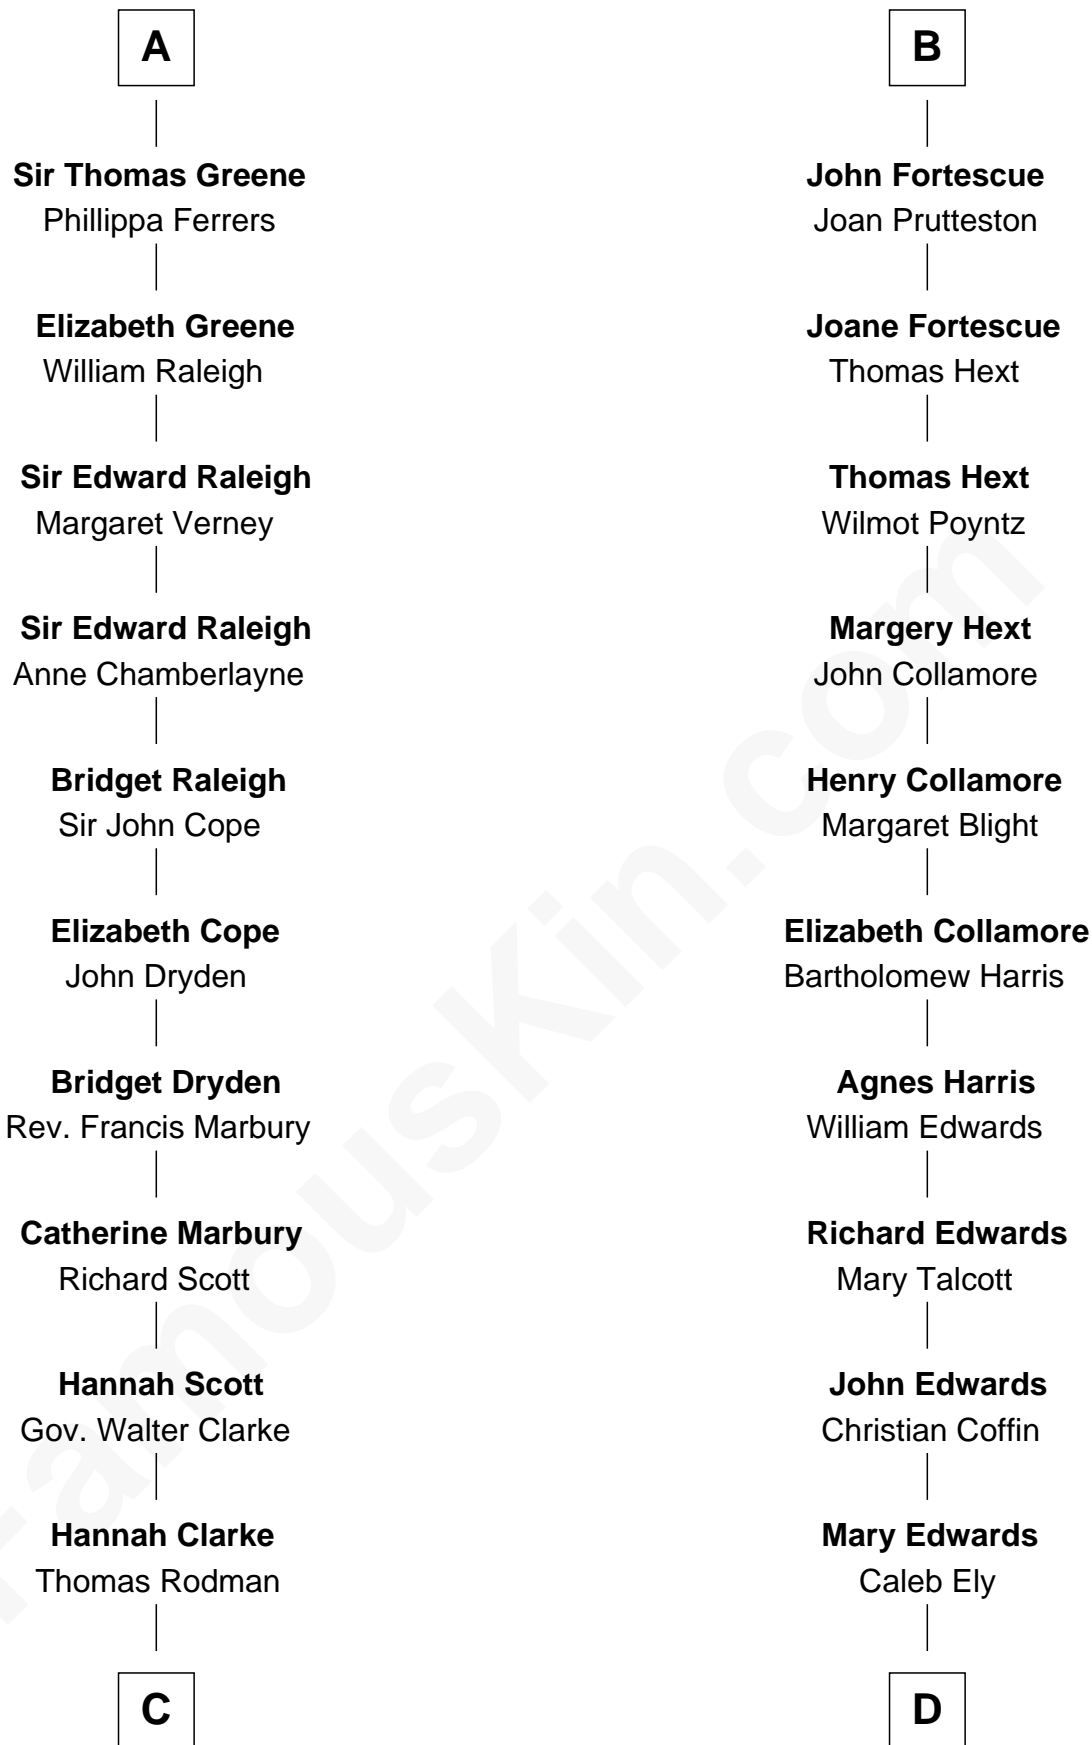 A
Sir Thomas Greene
Phillippa Ferrers
Elizabeth Greene
William Raleigh
Sir Edward Raleigh
Margaret Verney
Sir Edward Raleigh
Anne Chamberlayne
Bridget Raleigh
Sir John Cope
Elizabeth Cope
John Dryden
Bridget Dryden
Rev. Francis Marbury
Catherine Marbury
Richard Scott
Hannah Scott
Gov. Walter Clarke
Hannah Clarke
Thomas Rodman
C
B
John Fortescue
Joan Prutteston
Joane Fortescue
Thomas Hext
Thomas Hext
Wilmot Poyntz
Margery Hext
John Collamore
Henry Collamore
Margaret Blight
Elizabeth Collamore
Bartholomew Harris
Agnes Harris
William Edwards
Richard Edwards
Mary Talcott
John Edwards
Christian Coffin
Mary Edwards
Caleb Ely
D
FamousKin.com